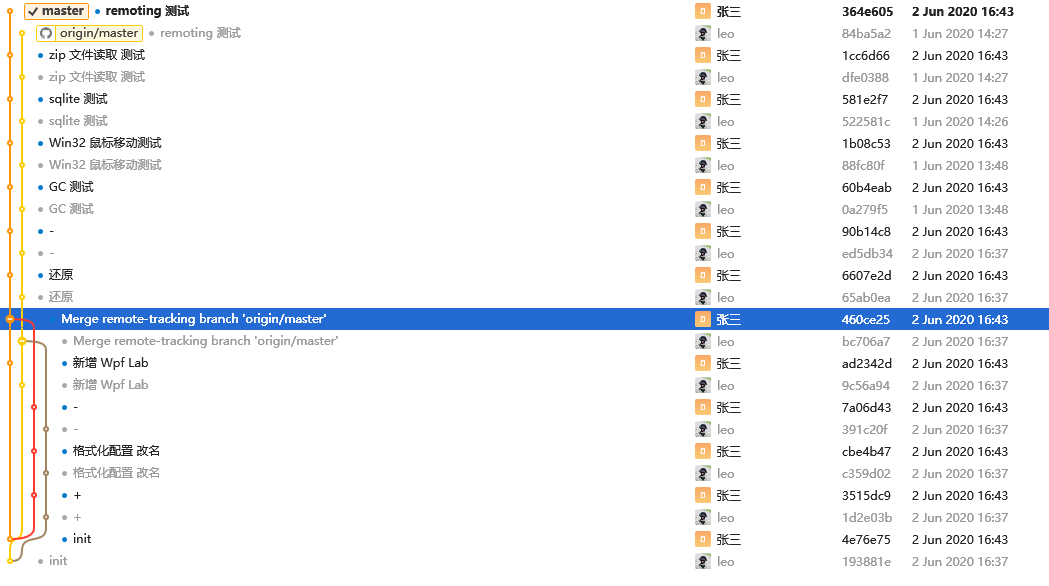 master remoting 测试 张三 364e605 2 Jun 2020 16:43
origin/master remoting 测试 leo 84ba5a2 1 Jun 2020 14:27
zip 文件读取 测试 张三 1cc6d66 2 Jun 2020 16:43
zip 文件读取 测试 leo dfe0388 1 Jun 2020 14:27
sqlite 测试 张三 581e2f7 2 Jun 2020 16:43
sqlite 测试 leo 522581c 1 Jun 2020 14:26
Win32 鼠标移动测试 张三 1b08c53 2 Jun 2020 16:43
Win32 鼠标移动测试 leo 88fc80f 1 Jun 2020 13:48
GC 测试 张三 60b4eab 2 Jun 2020 16:43
GC 测试 leo 0a279f5 1 Jun 2020 13:48
- 张三 90b14c8 2 Jun 2020 16:43
- leo ed5db34 2 Jun 2020 16:37
还原 张三 6607e2d 2 Jun 2020 16:43
还原 leo 65ab0ea 2 Jun 2020 16:37
Merge remote-tracking branch 'origin/master' 张三 460ce25 2 Jun 2020 16:43
Merge remote-tracking branch 'origin/master' leo bc706a7 2 Jun 2020 16:37
新增 Wpf Lab 张三 ad2342d 2 Jun 2020 16:43
新增 Wpf Lab leo 9c56a94 2 Jun 2020 16:37
- 张三 7a06d43 2 Jun 2020 16:43
- leo 391c20f 2 Jun 2020 16:37
格式化配置 改名 张三 cbe4b47 2 Jun 2020 16:43
格式化配置 改名 leo c359d02 2 Jun 2020 16:37
+ 张三 3515dc9 2 Jun 2020 16:43
+ leo 1d2e03b 2 Jun 2020 16:37
init 张三 4e76e75 2 Jun 2020 16:43
init leo 193881e 2 Jun 2020 16:37